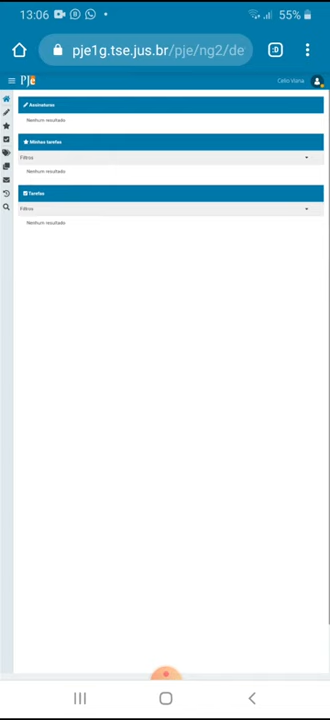 13:06
55%
pje1g.tse.jus.br/pje/ng2/de
:D
PJe
Celio Viana
Assinaturas
Nenhum resultado
Minhas tarefas
Filtros
Nenhum resultado
Tarefas
Filtros
Nenhum resultado